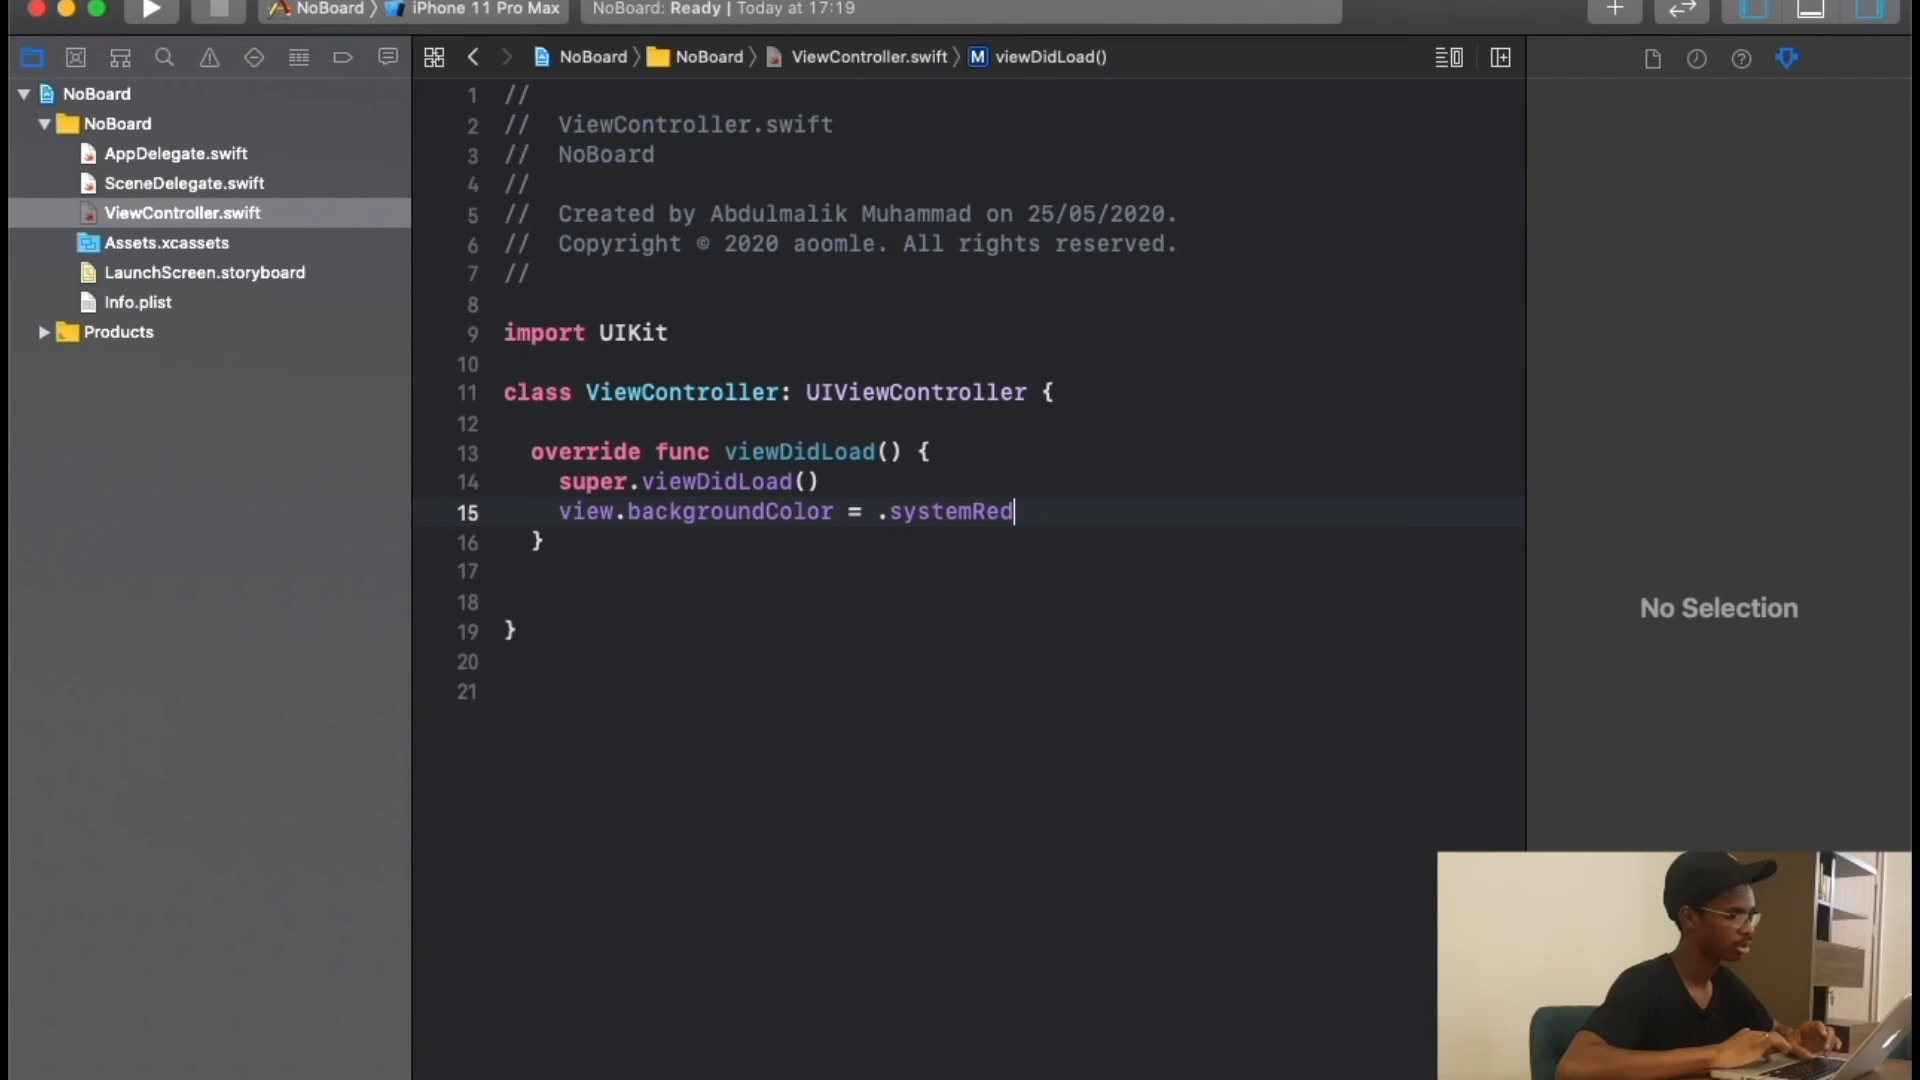 NoBoard 〉 iPhone 11 Pro Max
NoBoard: Ready | Today at 17:19
NoBoard 〉 NoBoard 〉 ViewController.swift 〉 M viewDidLoad()
NoBoard
NoBoard
AppDelegate.swift
SceneDelegate.swift
ViewController.swift
Assets.xcassets
LaunchScreen.storyboard
Info.plist
Products
1 //
2 // ViewController.swift
3 // NoBoard
4 //
5 // Created by Abdulmalik Muhammad on 25/05/2020.
6 // Copyright © 2020 aoomle. All rights reserved.
7 //
8
9 import UIKit
10
11 class ViewController: UIViewController {
12
13 override func viewDidLoad() {
14 super.viewDidLoad()
15 view.backgroundColor = .systemRed
16 }
17
18
19 }
20
21
No Selection